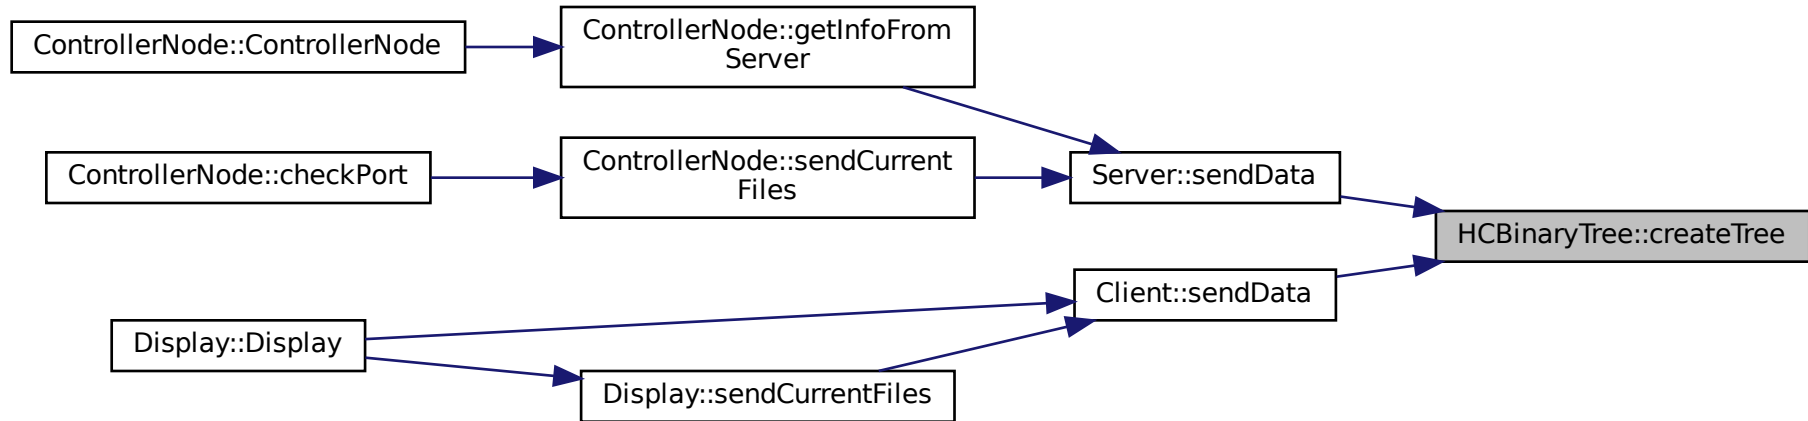 ControllerNode::ControllerNode
ControllerNode::getInfoFrom
Server
ControllerNode::checkPort
ControllerNode::sendCurrent
Files
Server::sendData
HCBinaryTree::createTree
Client::sendData
Display::Display
Display::sendCurrentFiles